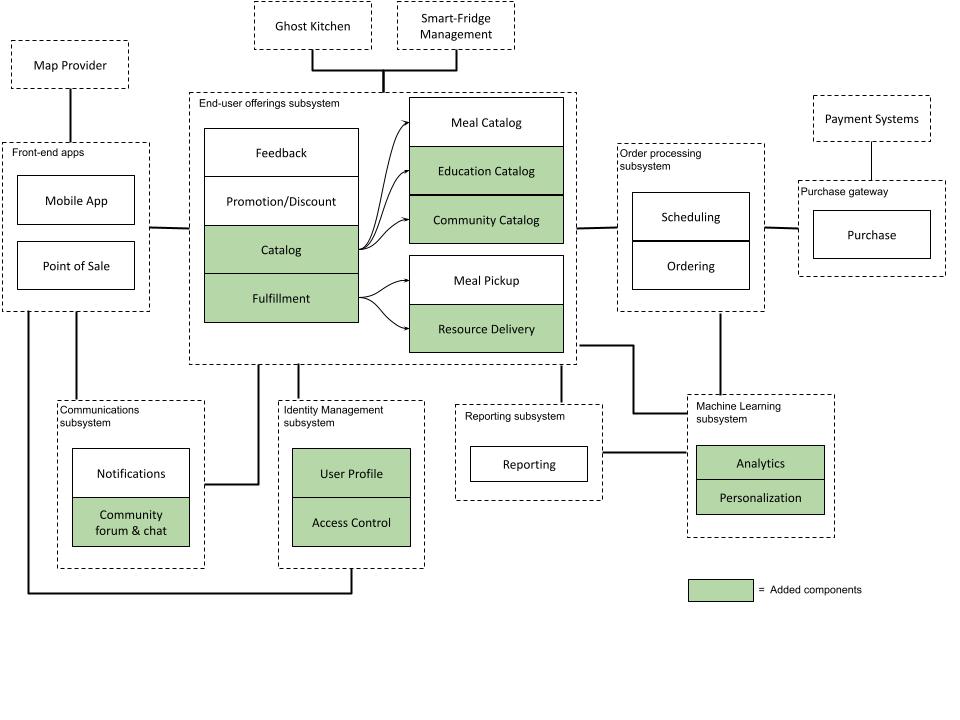 Ghost Kitchen
Smart-Fridge
Management
Map Provider
Payment Systems
Front-end apps
Mobile App
Point of Sale
End-user offerings subsystem
Feedback
Promotion/Discount
Catalog
Fulfillment
Meal Catalog
Education Catalog
Community Catalog
Meal Pickup
Resource Delivery
Order processing
subsystem
Scheduling
Ordering
Purchase gateway
Purchase
Communications
subsystem
Notifications
Community
forum & chat
Identity Management
subsystem
User Profile
Access Control
Reporting subsystem
Reporting
Machine Learning
subsystem
Analytics
Personalization
= Added components